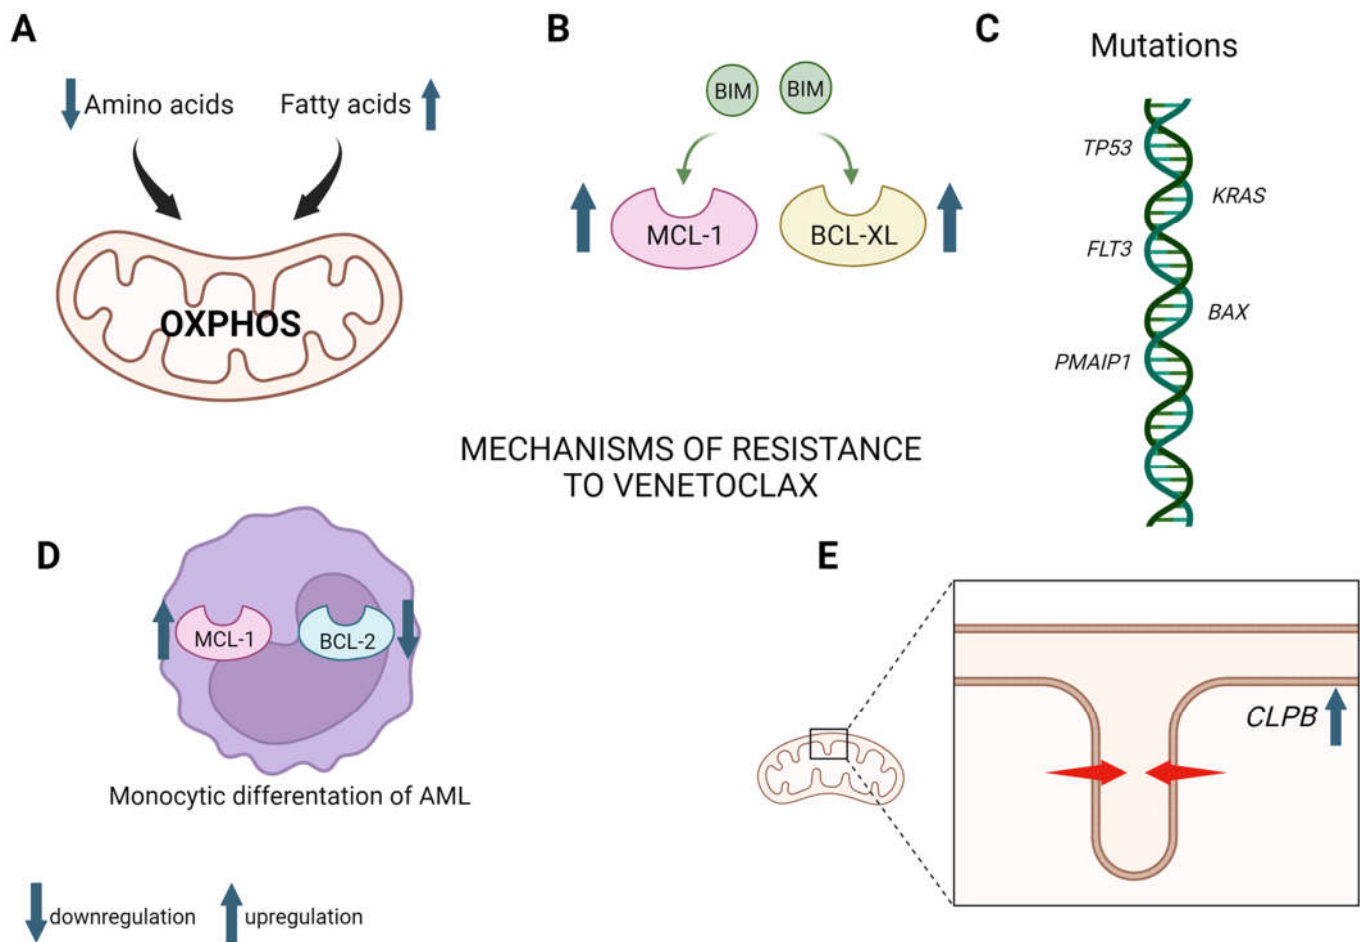 A
Amino acids
Fatty acids
OXPHOS
B
BIM
BIM
MCL-1
BCL-XL
C
Mutations
TP53
KRAS
FLT3
BAX
PMAIP1
MECHANISMS OF RESISTANCE
TO VENETOCLAX
D
MCL-1
BCL-2
Monocytic differentation of AML
E
CLPB
downregulation
upregulation